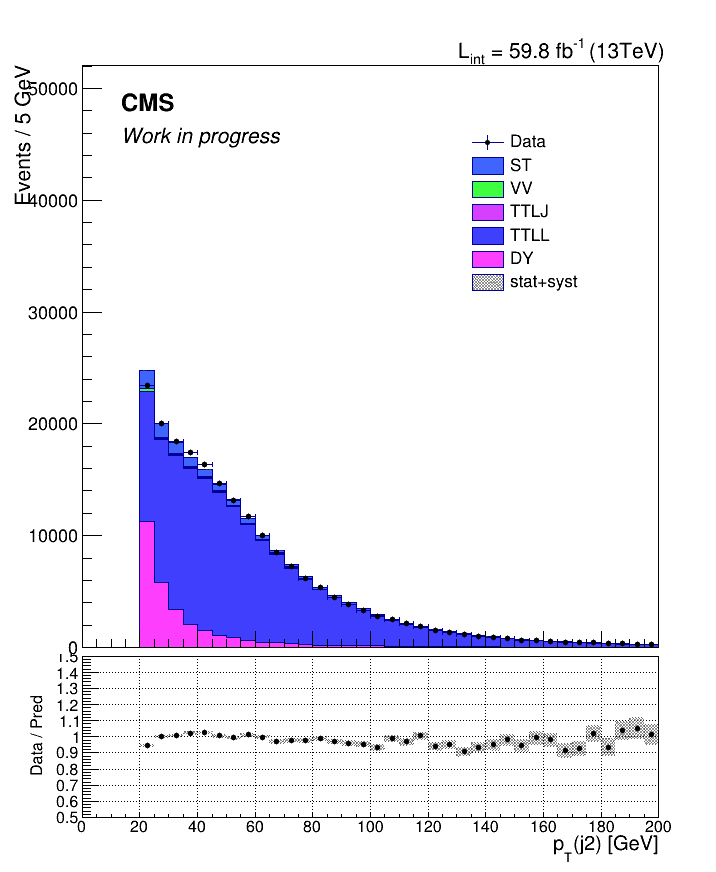 L_int = 59.8 fb^-1 (13TeV)
Events / 5 GeV
50000
40000
30000
20000
10000
0
CMS
Work in progress
Data
ST
VV
TTLJ
TTLL
DY
stat+syst
Data / Pred
1.5
1.4
1.3
1.2
1.1
1
0.9
0.8
0.7
0.6
0.5
0 20 40 60 80 100 120 140 160 180 200
p_T(j2) [GeV]